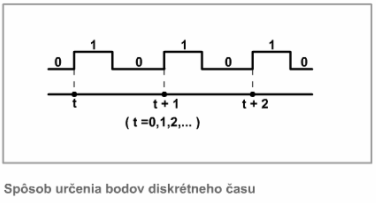 0 1 0 1 0 1 0
t t + 1 t + 2
( t =0,1,2,... )
Spôsob určenia bodov diskrétneho času